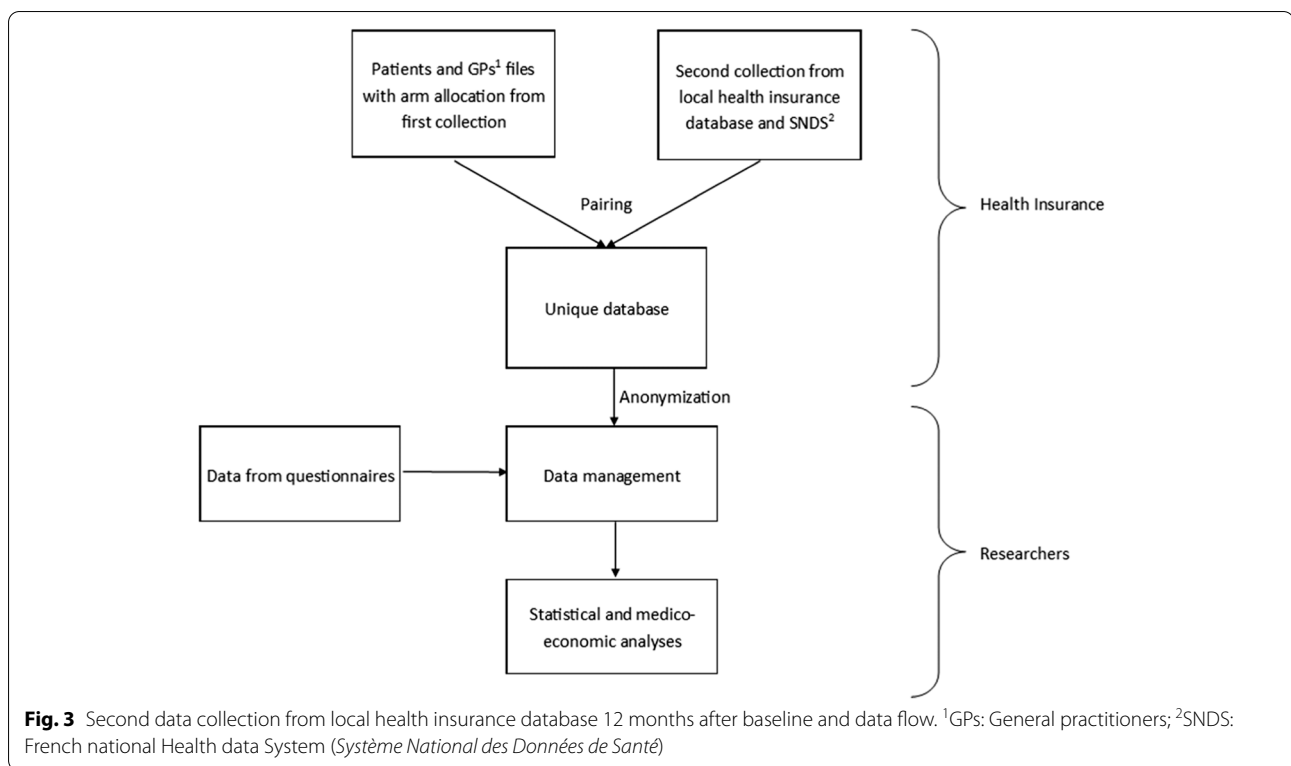 Patients and GPs¹ files
with arm allocation from
first collection
Second collection from
local health insurance
database and SNDS²
Pairing
Health Insurance
Unique database
Anonymization
Data from questionnaires
Data management
Researchers
Statistical and medico-
economic analyses
Fig. 3 Second data collection from local health insurance database 12 months after baseline and data flow. ¹GPs: General practitioners; ²SNDS:
French national Health data System (Système National des Données de Santé)